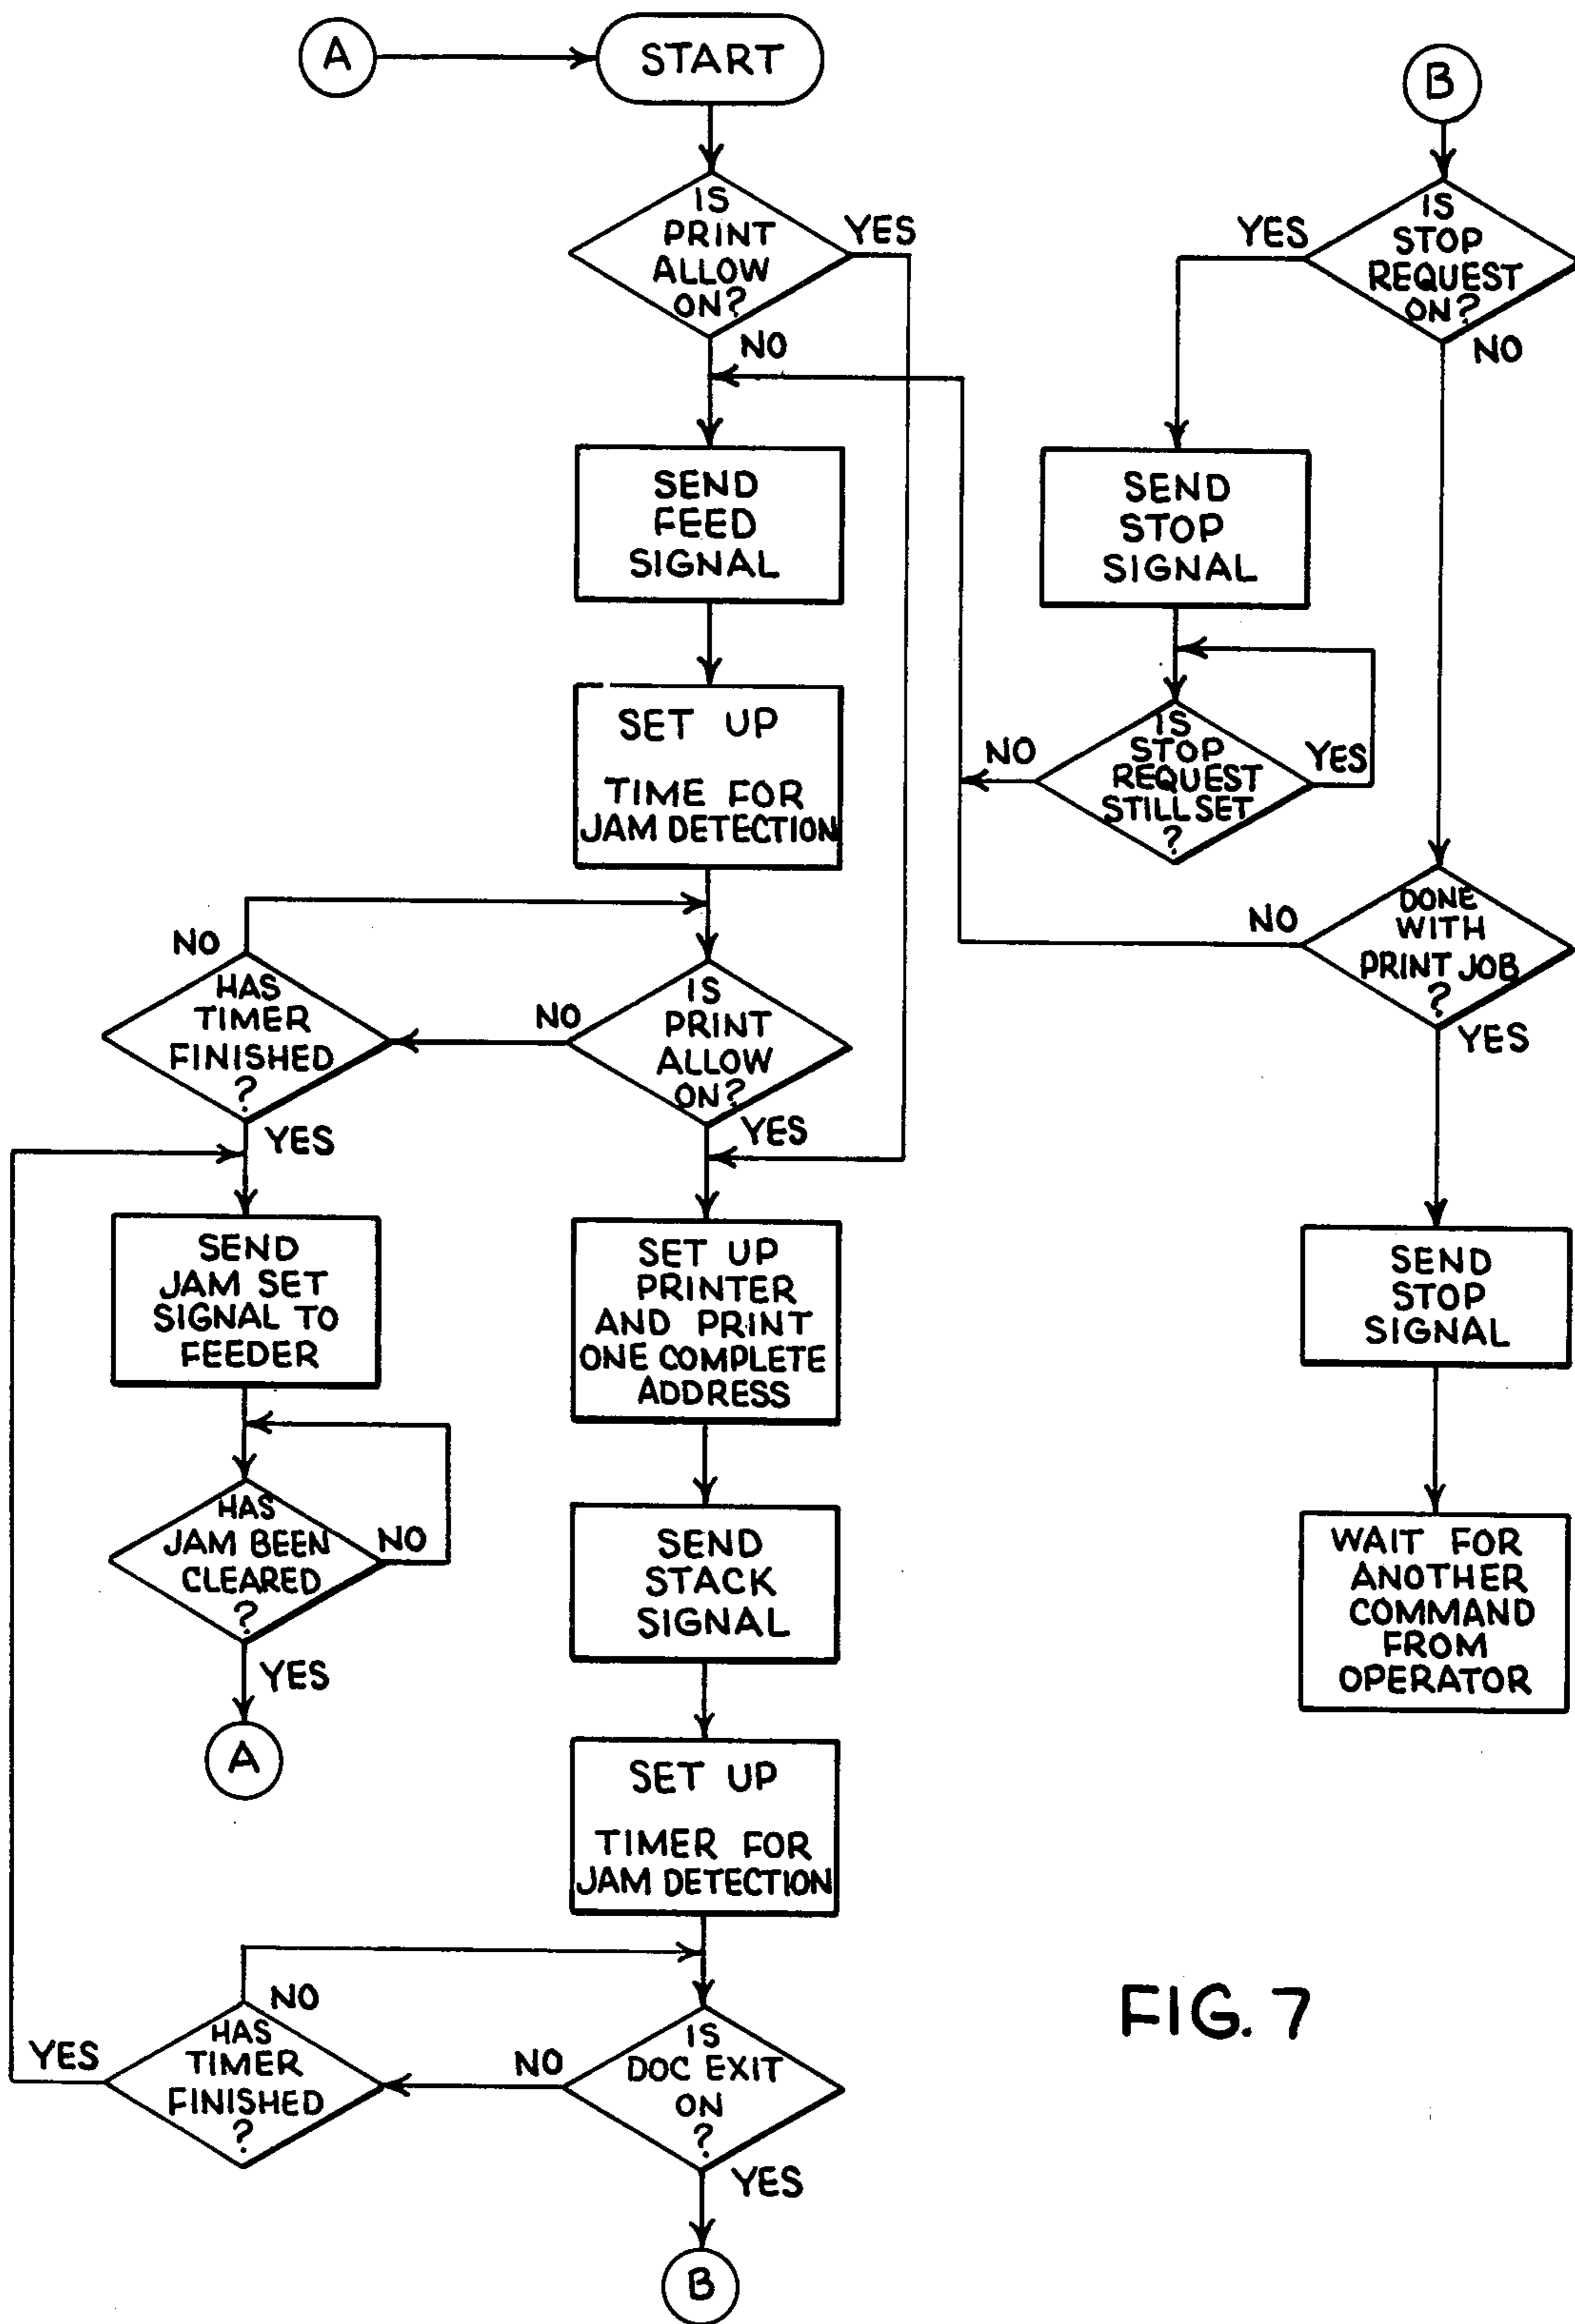 A
START
IS
PRINT
ALLOW
ON?
YES
NO
SEND
FEED
SIGNAL
SET UP
TIME FOR
JAM DETECTION
IS
PRINT
ALLOW
ON?
NO
YES
HAS
TIMER
FINISHED
?
NO
YES
SEND
JAM SET
SIGNAL TO
FEEDER
HAS
JAM BEEN
CLEARED
?
NO
YES
A
SET UP
PRINTER
AND PRINT
ONE COMPLETE
ADDRESS
SEND
STACK
SIGNAL
SET UP
TIMER FOR
JAM DETECTION
IS
DOC EXIT
ON
?
NO
YES
HAS
TIMER
FINISHED
?
NO
YES
B
B
IS
STOP
REQUEST
ON?
YES
NO
SEND
STOP
SIGNAL
IS
STOP
REQUEST
STILL SET
?
NO
YES
DONE
WITH
PRINT JOB
?
NO
YES
SEND
STOP
SIGNAL
WAIT FOR
ANOTHER
COMMAND
FROM
OPERATOR
FIG. 7